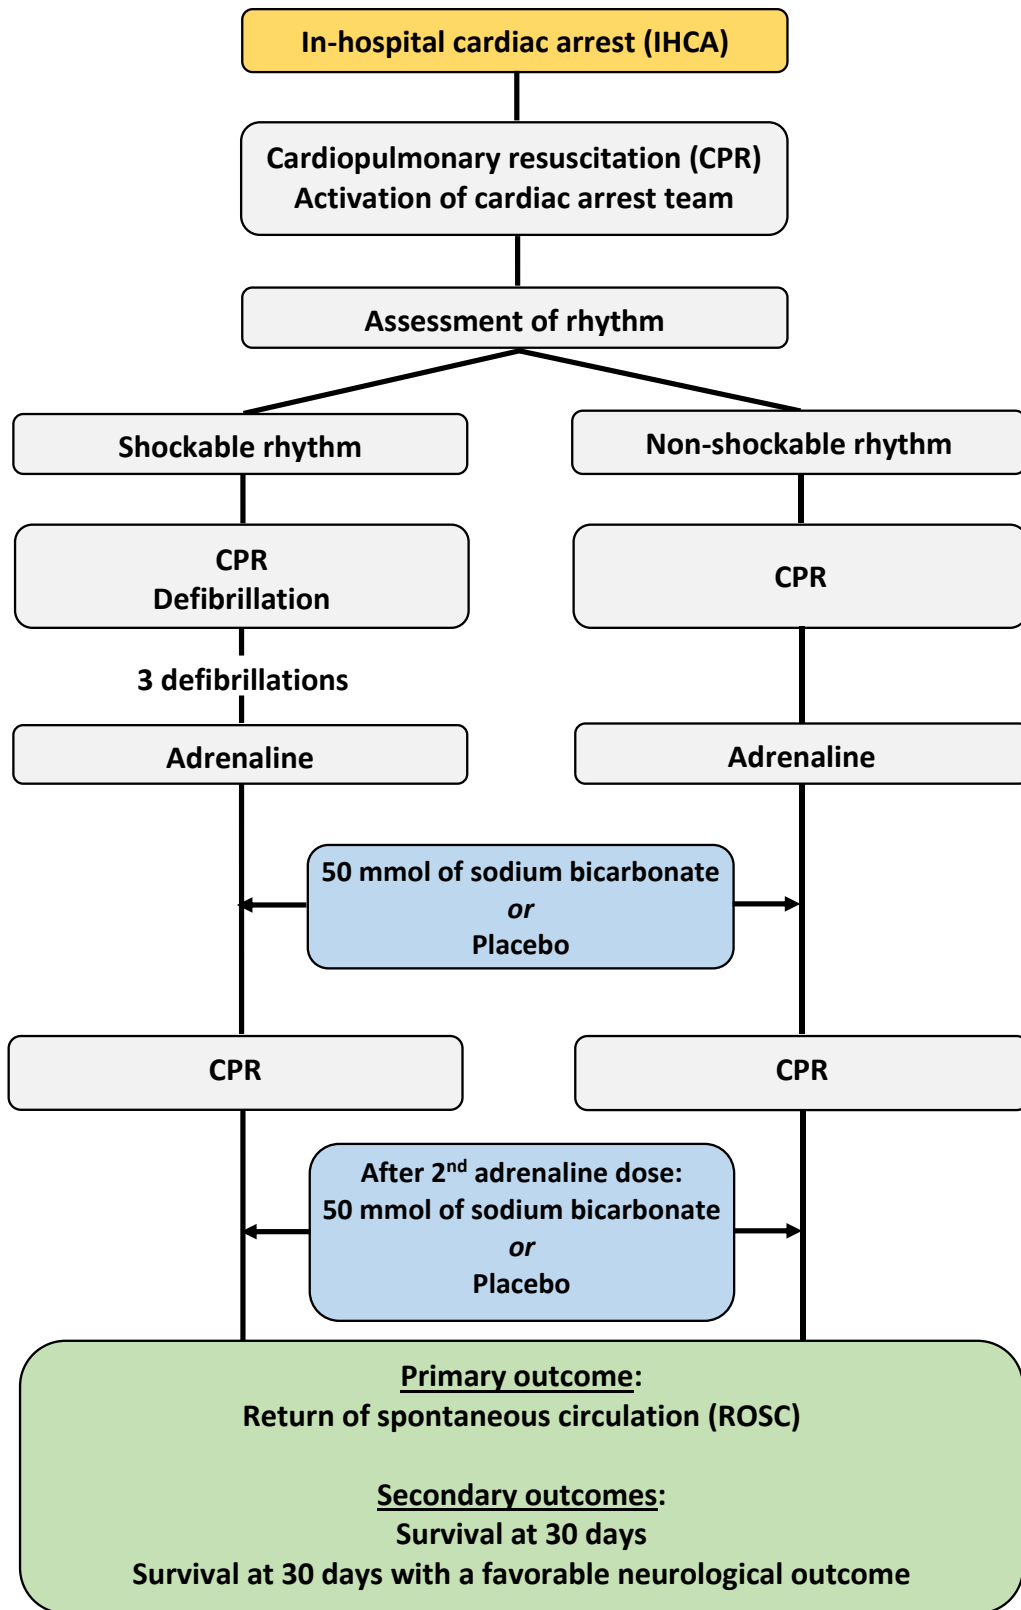 In-hospital cardiac arrest (IHCA)
Cardiopulmonary resuscitation (CPR)
Activation of cardiac arrest team
Assessment of rhythm
Shockable rhythm
Non-shockable rhythm
CPR
Defibrillation
CPR
3 defibrillations
Adrenaline
Adrenaline
50 mmol of sodium bicarbonate
or
Placebo
CPR
CPR
After 2nd adrenaline dose:
50 mmol of sodium bicarbonate
or
Placebo
Primary outcome:
Return of spontaneous circulation (ROSC)
Secondary outcomes:
Survival at 30 days
Survival at 30 days with a favorable neurological outcome